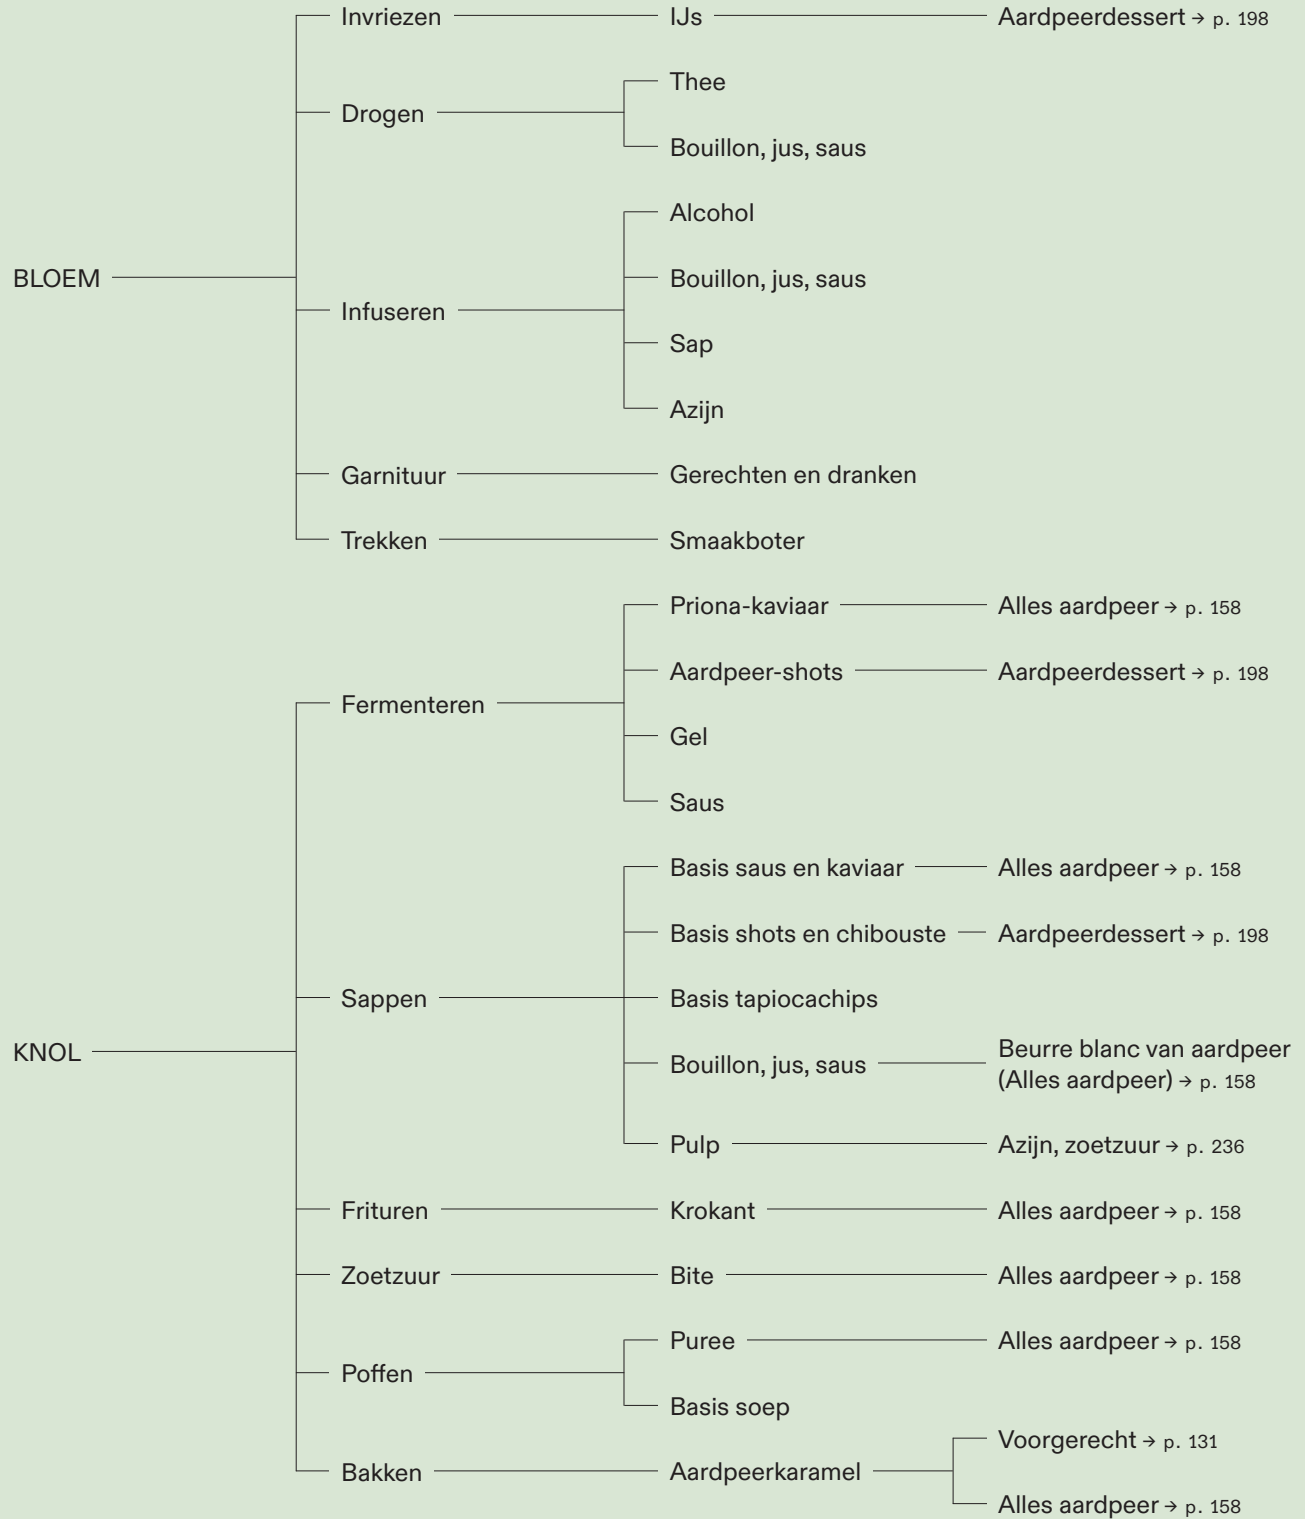 Invriezen IJs Aardpeerdessert → p. 198
Thee
Drogen
Bouillon, jus, saus
Alcohol
BLOEM Bouillon, jus, saus
Infuseren
Sap
Azijn
Garnituur Gerechten en dranken
Trekken Smaakboter
Priona-kaviaar Alles aardpeer → p. 158
Aardpeer-shots Aardpeerdessert → p. 198
Fermenteren
Gel
Saus
Basis saus en kaviaar Alles aardpeer → p. 158
Basis shots en chibouste Aardpeerdessert → p. 198
Sappen Basis tapiocachips
KNOL Bouillon, jus, saus Beurre blanc van aardpeer
(Alles aardpeer) → p. 158
Pulp Azijn, zoetzuur → p. 236
Frituren Krokant Alles aardpeer → p. 158
Zoetzuur Bite Alles aardpeer → p. 158
Puree Alles aardpeer → p. 158
Poffen
Basis soep
Voorgerecht → p. 131
Bakken Aardpeerkaramel
Alles aardpeer → p. 158